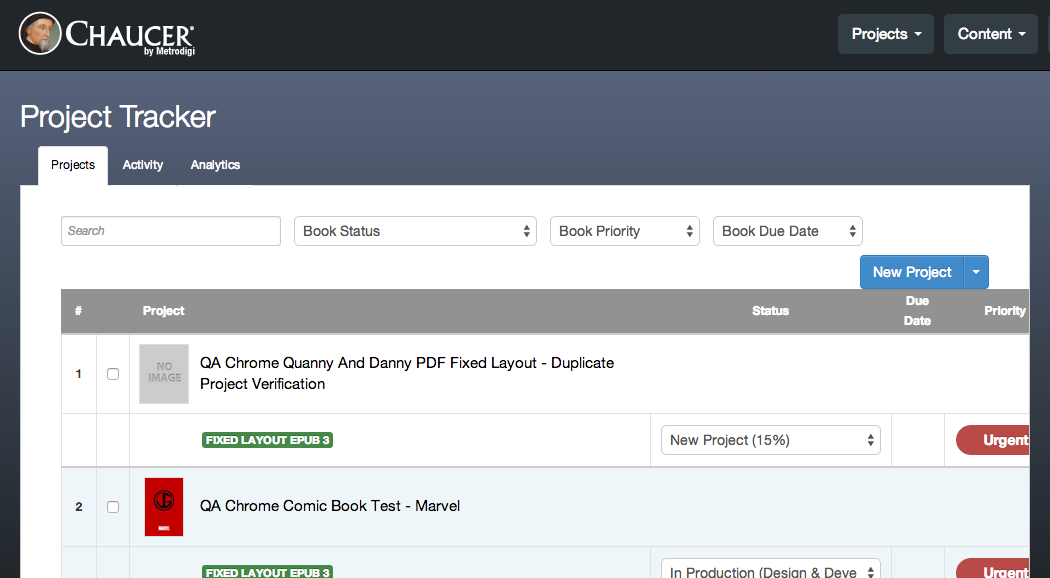 CHAUCER
by Metrodigi
Projects
Content
Project Tracker
Projects
Activity
Analytics
Search
Book Status
Book Priority
Book Due Date
New Project
#
Project
Status
Due
Date
Priority
1
NO
IMAGE
QA Chrome Quanny And Danny PDF Fixed Layout - Duplicate
Project Verification
FIXED LAYOUT EPUB 3
New Project (15%)
Urgent
2
MARVEL
QA Chrome Comic Book Test - Marvel
FIXED LAYOUT EPUB 3
In Production (Design & Deve
Urgent